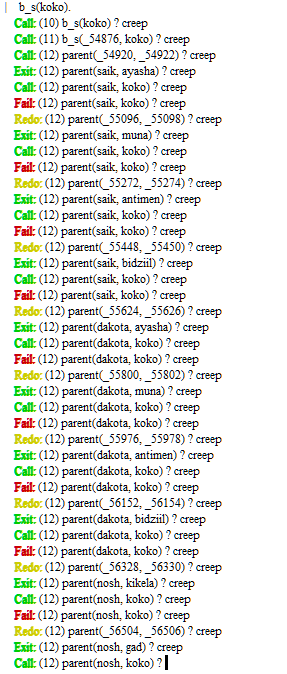 | b_s(koko).
Call: (10) b_s(koko) ? creep
Call: (11) b_s(_54876, koko) ? creep
Call: (12) parent(_54920, _54922) ? creep
Exit: (12) parent(saik, ayasha) ? creep
Call: (12) parent(saik, koko) ? creep
Fail: (12) parent(saik, koko) ? creep
Redo: (12) parent(_55096, _55098) ? creep
Exit: (12) parent(saik, muna) ? creep
Call: (12) parent(saik, koko) ? creep
Fail: (12) parent(saik, koko) ? creep
Redo: (12) parent(_55272, _55274) ? creep
Exit: (12) parent(saik, antimen) ? creep
Call: (12) parent(saik, koko) ? creep
Fail: (12) parent(saik, koko) ? creep
Redo: (12) parent(_55448, _55450) ? creep
Exit: (12) parent(saik, bidziil) ? creep
Call: (12) parent(saik, koko) ? creep
Fail: (12) parent(saik, koko) ? creep
Redo: (12) parent(_55624, _55626) ? creep
Exit: (12) parent(dakota, ayasha) ? creep
Call: (12) parent(dakota, koko) ? creep
Fail: (12) parent(dakota, koko) ? creep
Redo: (12) parent(_55800, _55802) ? creep
Exit: (12) parent(dakota, muna) ? creep
Call: (12) parent(dakota, koko) ? creep
Fail: (12) parent(dakota, koko) ? creep
Redo: (12) parent(_55976, _55978) ? creep
Exit: (12) parent(dakota, antimen) ? creep
Call: (12) parent(dakota, koko) ? creep
Fail: (12) parent(dakota, koko) ? creep
Redo: (12) parent(_56152, _56154) ? creep
Exit: (12) parent(dakota, bidziil) ? creep
Call: (12) parent(dakota, koko) ? creep
Fail: (12) parent(dakota, koko) ? creep
Redo: (12) parent(_56328, _56330) ? creep
Exit: (12) parent(nosh, kikela) ? creep
Call: (12) parent(nosh, koko) ? creep
Fail: (12) parent(nosh, koko) ? creep
Redo: (12) parent(_56504, _56506) ? creep
Exit: (12) parent(nosh, gad) ? creep
Call: (12) parent(nosh, koko) ?